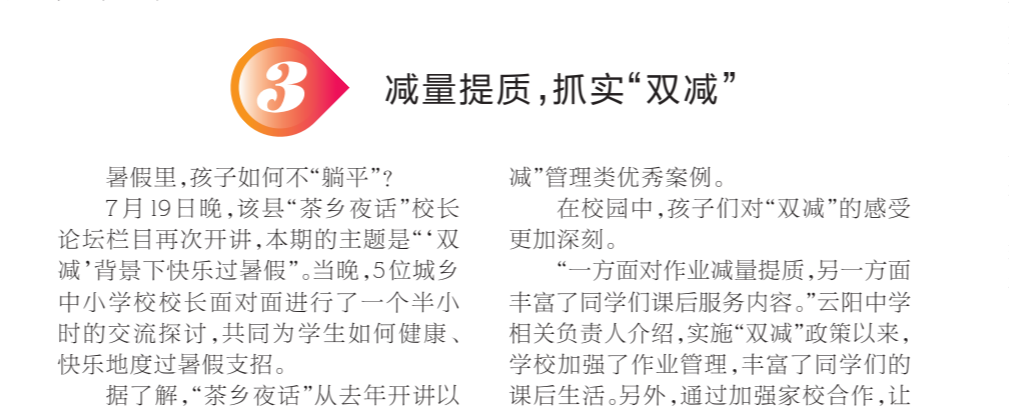 3
减量提质，抓实“双减”
暑假里，孩子如何不“躺平”？
7月19日晚，该县“茶乡夜话”校长
论坛栏目再次开讲，本期的主题是“‘双
减’背景下快乐过暑假”。当晚，5位城乡
中小学校校长面对面进行了一个半小
时的交流探讨，共同为学生如何健康、
快乐地度过暑假支招。
据了解，“茶乡夜话”从去年开讲以
减”管理类优秀案例。
在校园中，孩子们对“双减”的感受
更加深刻。
“一方面对作业减量提质，另一方面
丰富了同学们课后服务内容。”云阳中学
相关负责人介绍，实施“双减”政策以来，
学校加强了作业管理，丰富了同学们的
课后生活。另外，通过加强家校合作，让